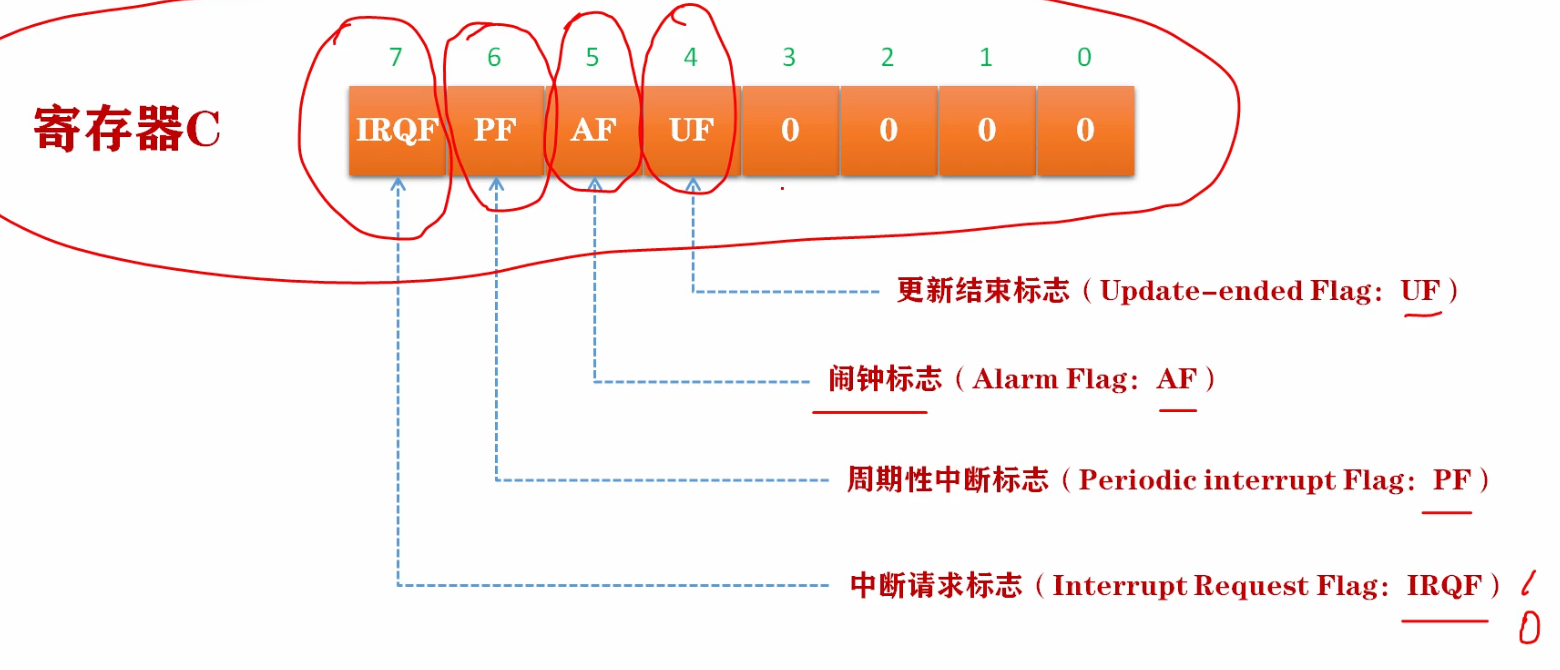 7 6 5 4 3 2 1 0
寄存器C IRQF PF AF UF 0 0 0 0
更新结束标志（Update-ended Flag：UF）
闹钟标志（Alarm Flag：AF）
周期性中断标志（Periodic interrupt Flag：PF）
中断请求标志（Interrupt Request Flag：IRQF） 1
0